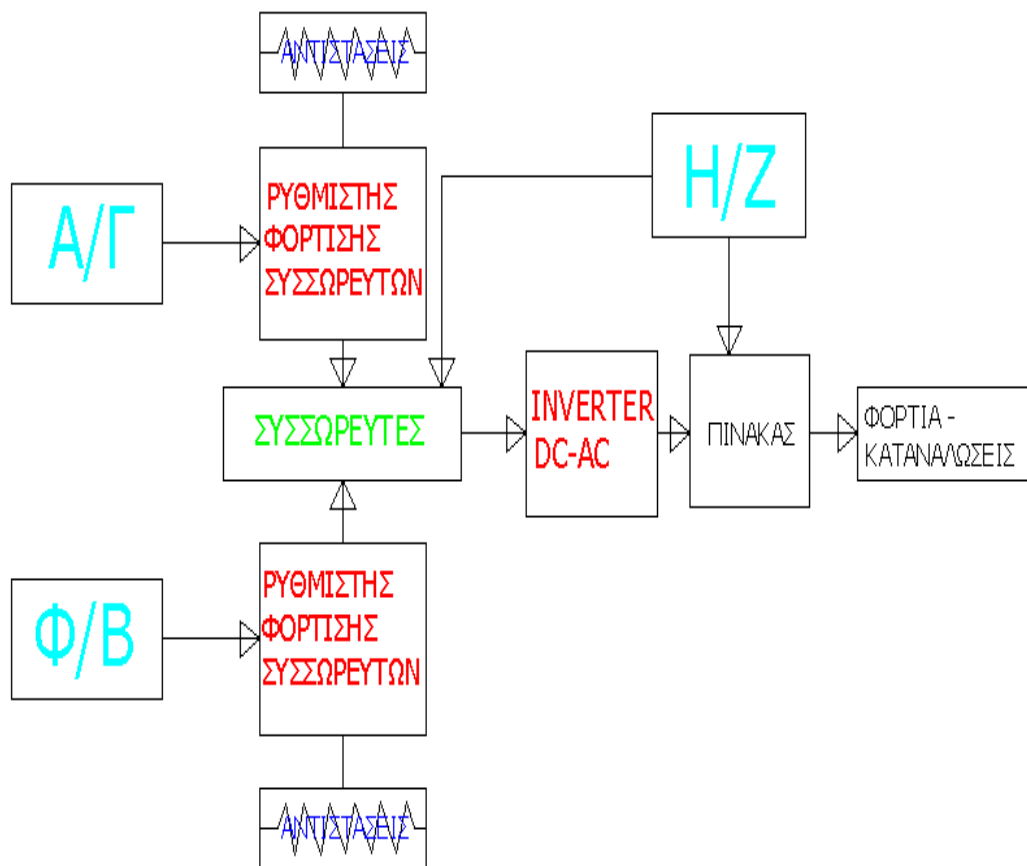 ΑΝΤΙΣΤΑΣΕΙΣ
Η/Ζ
Α/Γ
ΡΥΘΜΙΣΤΗΣ
ΦΟΡΤΙΣΗΣ
ΣΥΣΣΩΡΕΥΤΩΝ
ΣΥΣΣΩΡΕΥΤΕΣ
INVERTER
DC-AC
ΠΙΝΑΚΑΣ
ΦΟΡΤΙΑ -
ΚΑΤΑΝΑΛΩΣΕΙΣ
Φ/Β
ΡΥΘΜΙΣΤΗΣ
ΦΟΡΤΙΣΗΣ
ΣΥΣΣΩΡΕΥΤΩΝ
ΑΝΤΙΣΤΑΣΕΙΣ